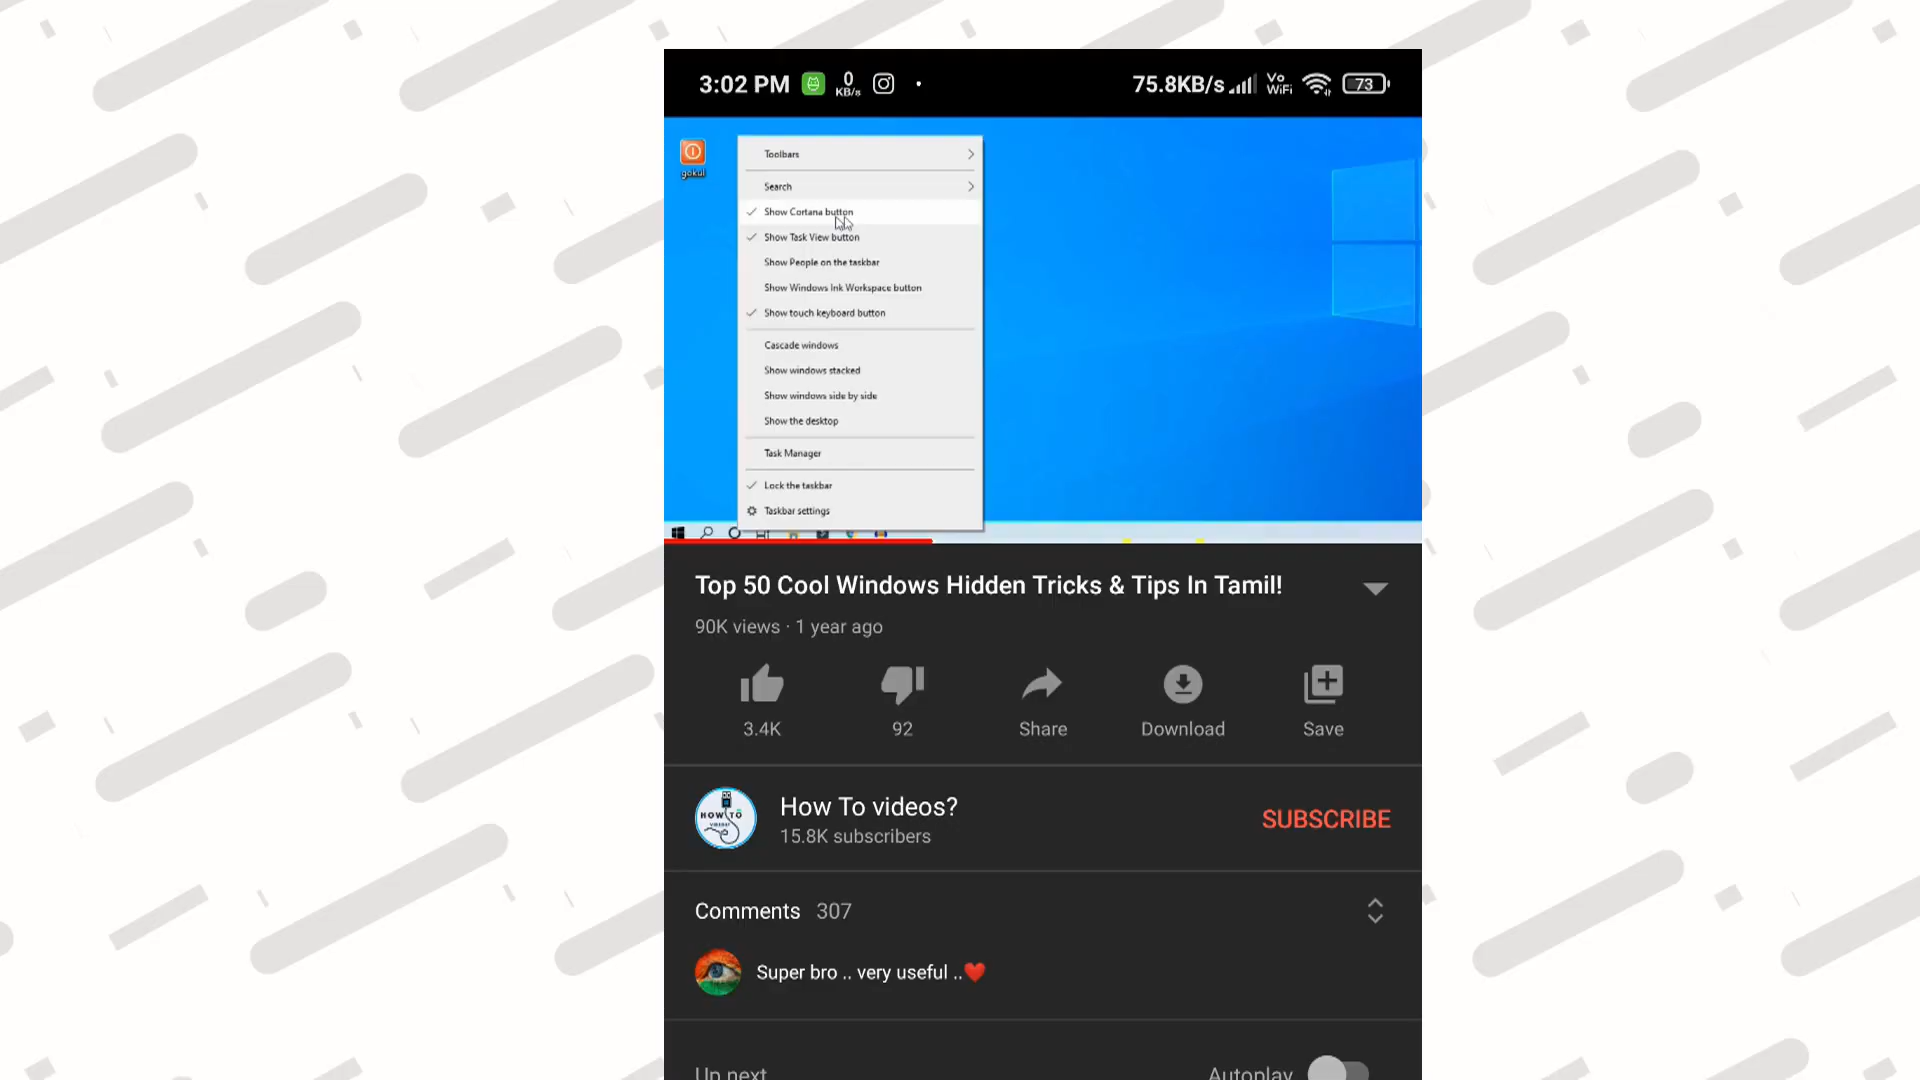 3:02 PM 0 KB/s 75.8KB/s Vo WiFi 73
gokul
Toolbars
Search
Show Cortana button
Show Task View button
Show People on the taskbar
Show Windows Ink Workspace button
Show touch keyboard button
Cascade windows
Show windows stacked
Show windows side by side
Show the desktop
Task Manager
Lock the taskbar
Taskbar settings
Top 50 Cool Windows Hidden Tricks & Tips In Tamil!
90K views · 1 year ago
3.4K 92 Share Download Save
HOW TO
How To videos?
15.8K subscribers
SUBSCRIBE
Comments 307
Super bro .. very useful ..❤️
Up next Autoplay